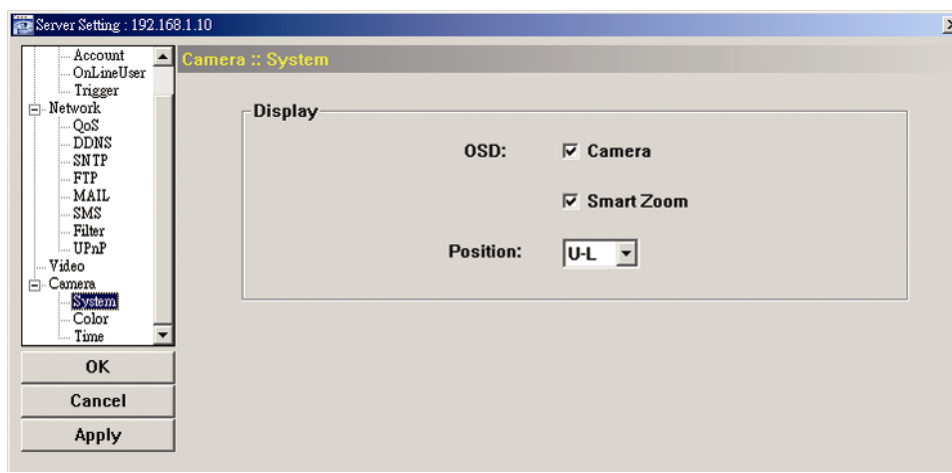 Server Setting : 192.168.1.10
Account
OnLineUser
Trigger
Network
QoS
DDNS
SNTP
FTP
MAIL
SMS
Filter
UPnP
Video
Camera
System
Color
Time
OK
Cancel
Apply
Camera :: System
Display
OSD: Camera
Smart Zoom
Position: U-L